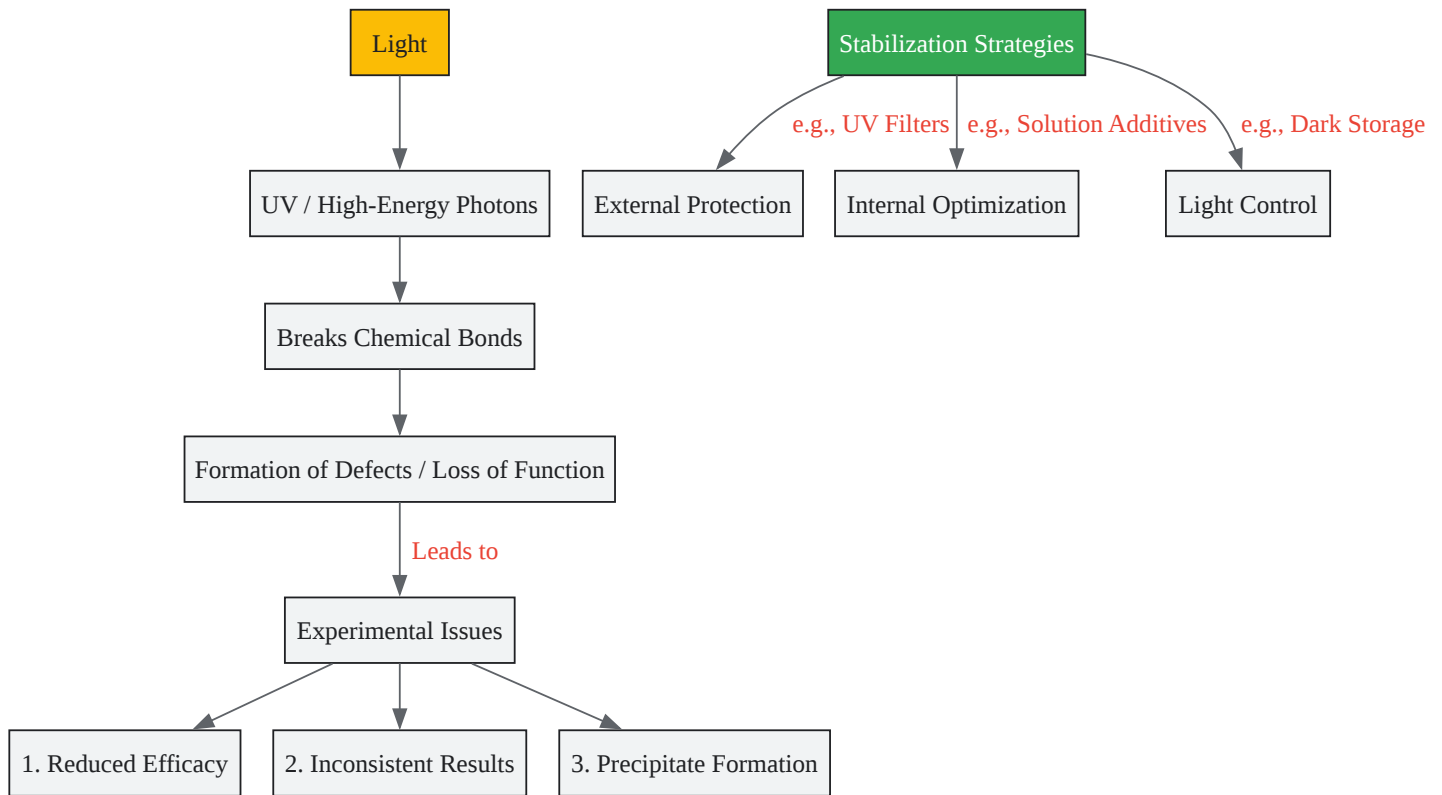 Light
Stabilization Strategies
e.g., UV Filters
e.g., Solution Additives
e.g., Dark Storage
UV / High-Energy Photons
External Protection
Internal Optimization
Light Control
Breaks Chemical Bonds
Formation of Defects / Loss of Function
Leads to
Experimental Issues
1. Reduced Efficacy
2. Inconsistent Results
3. Precipitate Formation